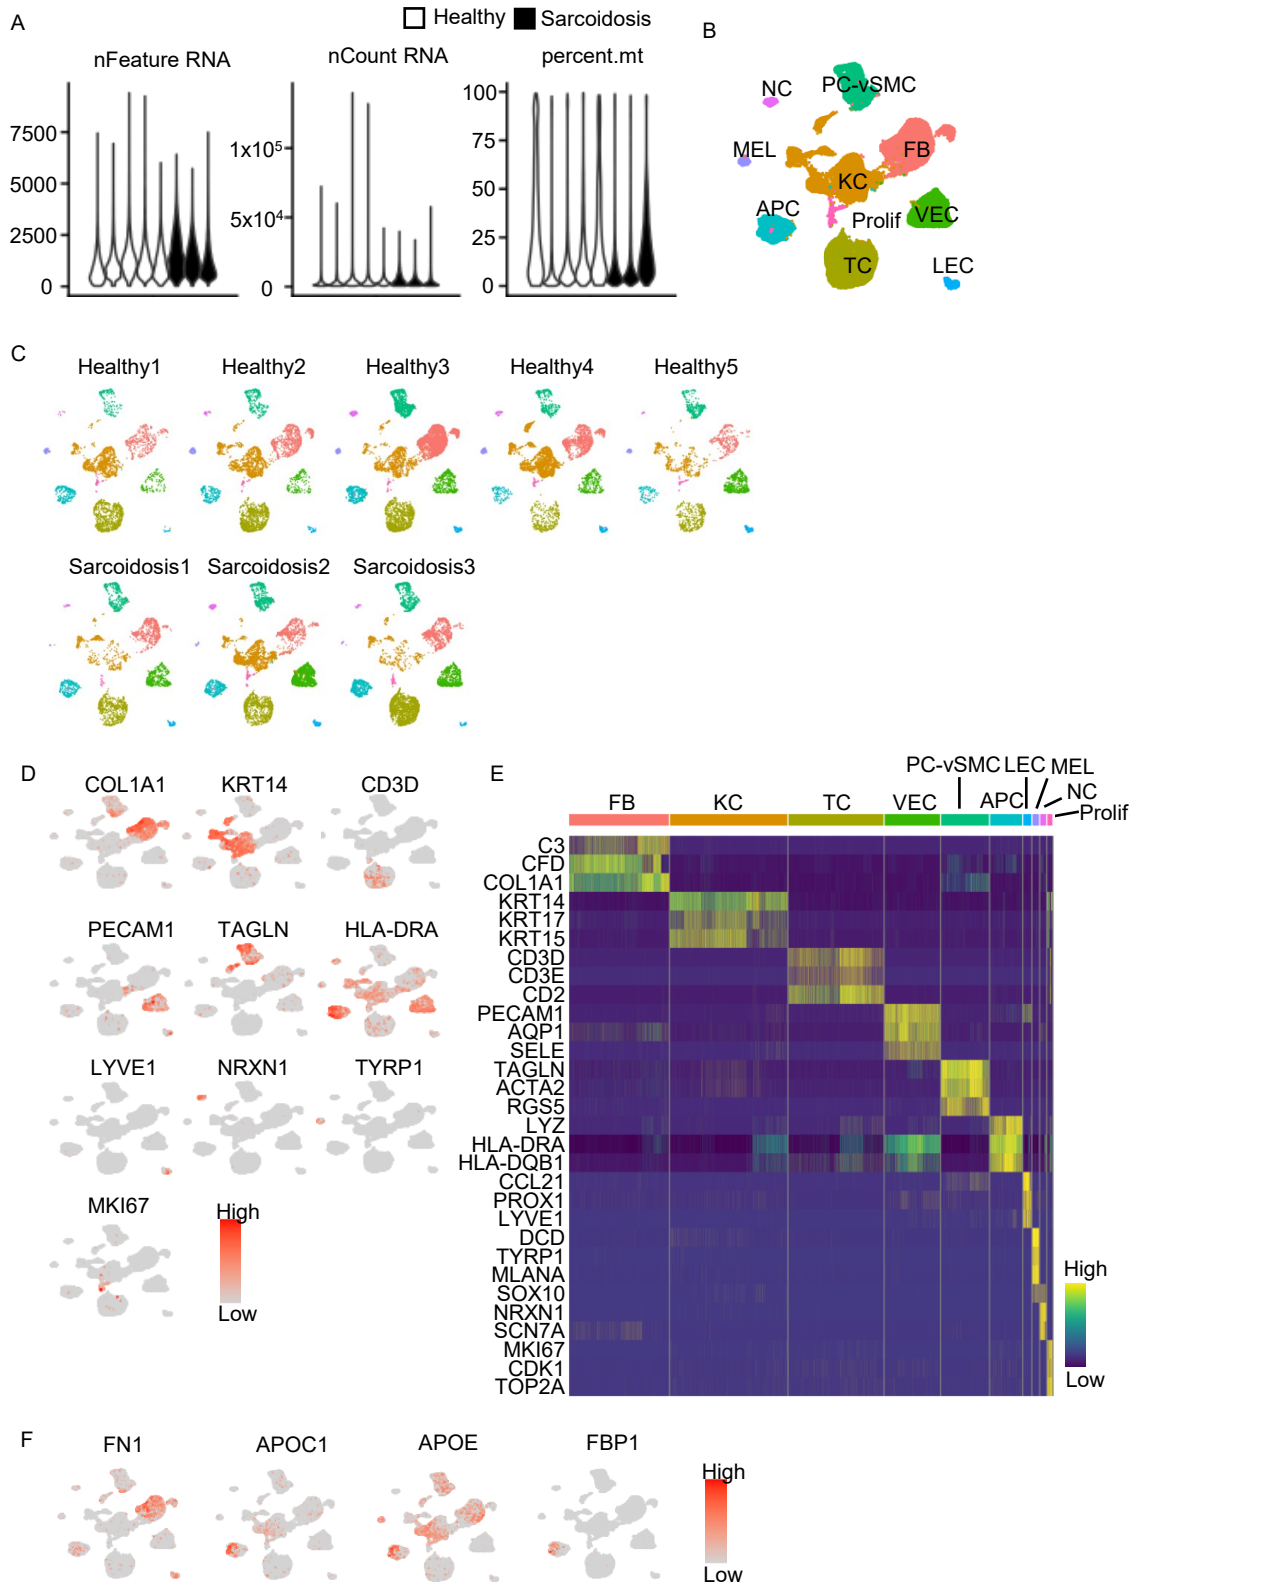 A
Healthy
Sarcoidosis
nFeature RNA
nCount RNA
percent.mt
7500
5000
2500
0
1x10⁵
5x10⁴
0
100
75
50
25
0
B
NC
PC-vSMC
MEL
FB
KC
APC
Prolif
VEC
TC
LEC
C
Healthy1
Healthy2
Healthy3
Healthy4
Healthy5
Sarcoidosis1
Sarcoidosis2
Sarcoidosis3
D
COL1A1
KRT14
CD3D
PECAM1
TAGLN
HLA-DRA
LYVE1
NRXN1
TYRP1
MKI67
High
Low
E
PC-vSMC
LEC
MEL
FB
KC
TC
VEC
APC
NC
Prolif
C3
CFD
COL1A1
KRT14
KRT17
KRT15
CD3D
CD3E
CD2
PECAM1
AQP1
SELE
TAGLN
ACTA2
RGS5
LYZ
HLA-DRA
HLA-DQB1
CCL21
PROX1
LYVE1
DCD
TYRP1
MLANA
SOX10
NRXN1
SCN7A
MKI67
CDK1
TOP2A
High
Low
F
FN1
APOC1
APOE
FBP1
High
Low